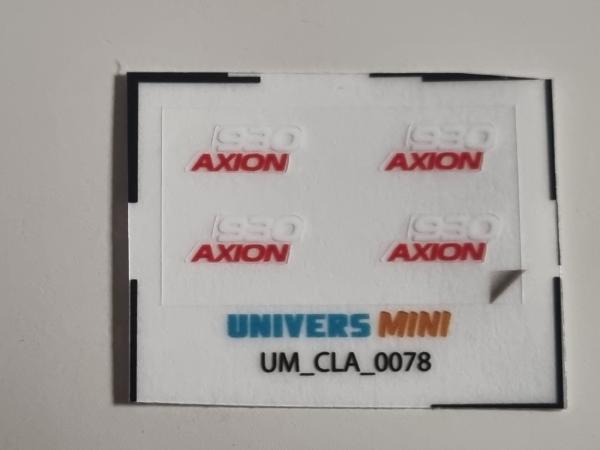 930 930
AXION AXION
930 930
AXION AXION
UNIVERS MINI
UM_CLA_0078